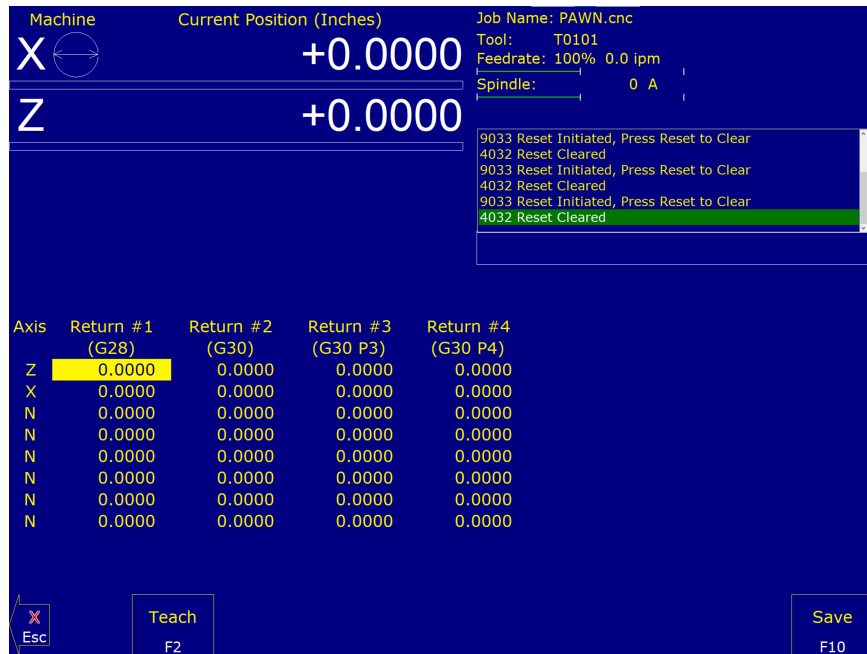 Machine Current Position (Inches)
X +0.0000
Z +0.0000
Job Name: PAWN.cnc
Tool: T0101
Feedrate: 100% 0.0 ipm
Spindle: 0 A
9033 Reset Initiated, Press Reset to Clear
4032 Reset Cleared
9033 Reset Initiated, Press Reset to Clear
4032 Reset Cleared
9033 Reset Initiated, Press Reset to Clear
4032 Reset Cleared
Axis Return #1 Return #2 Return #3 Return #4
(G28) (G30) (G30 P3) (G30 P4)
Z 0.0000 0.0000 0.0000 0.0000
X 0.0000 0.0000 0.0000 0.0000
N 0.0000 0.0000 0.0000 0.0000
N 0.0000 0.0000 0.0000 0.0000
N 0.0000 0.0000 0.0000 0.0000
N 0.0000 0.0000 0.0000 0.0000
N 0.0000 0.0000 0.0000 0.0000
N 0.0000 0.0000 0.0000 0.0000
X Teach Save
Esc F2 F10